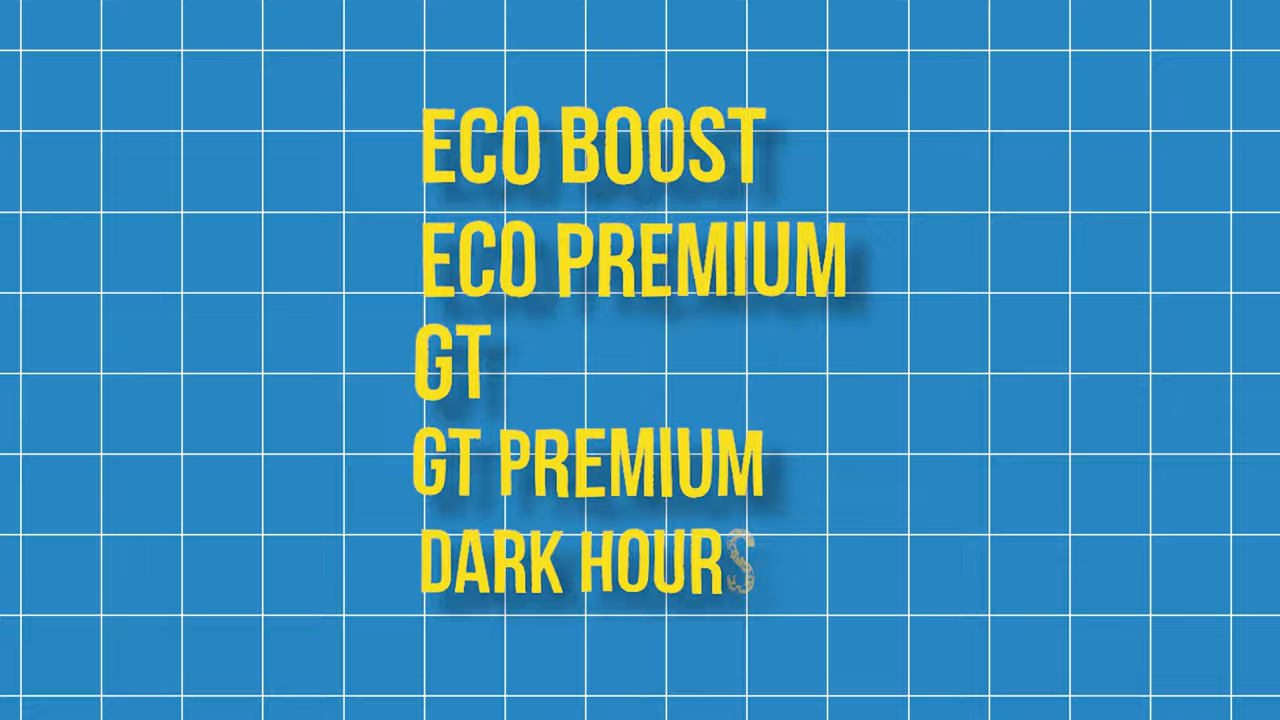 ECO BOOST
ECO PREMIUM
GT
GT PREMIUM
DARK HOURS